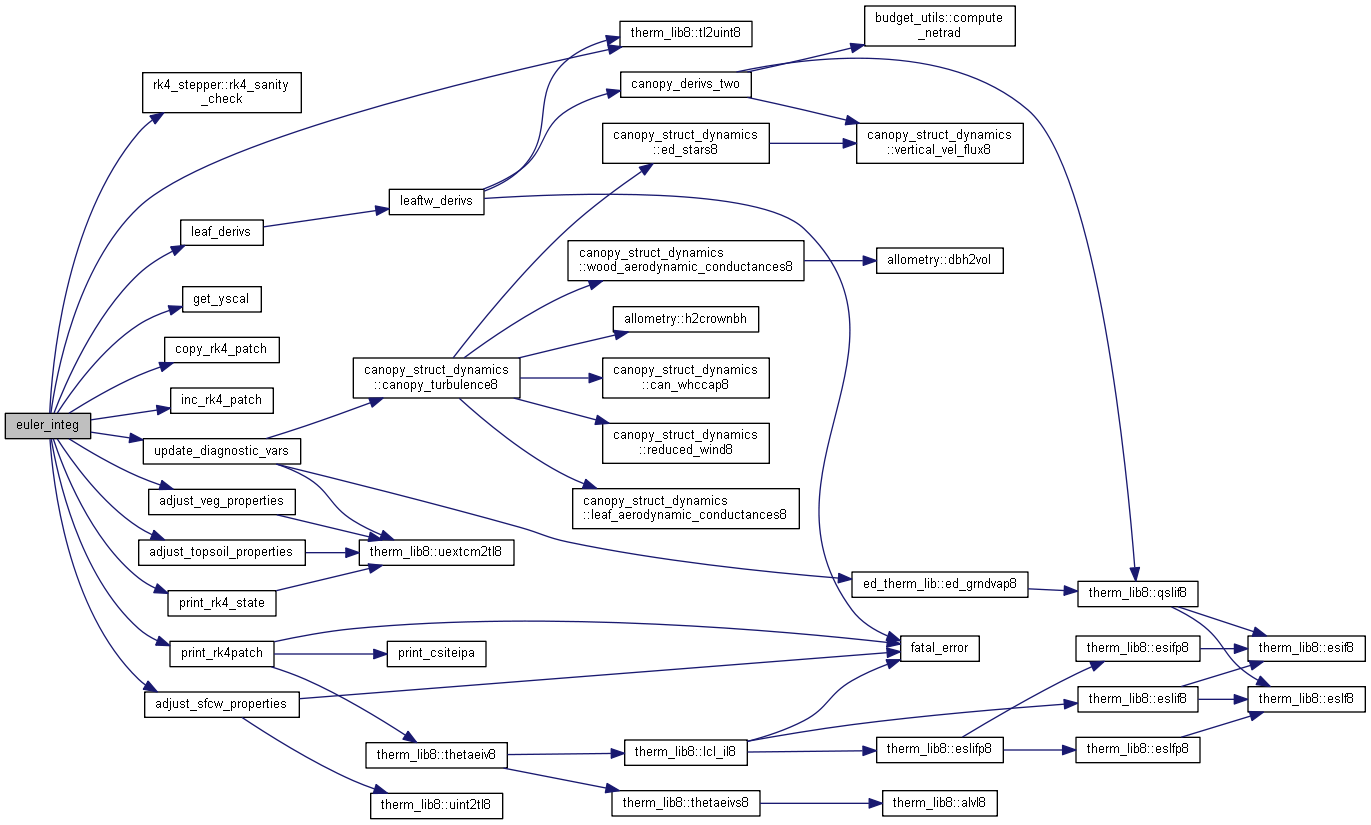 budget_utils::compute
_netrad
therm_lib8::tl2uint8
rk4_stepper::rk4_sanity
_check
canopy_derivs_two
canopy_struct_dynamics
::ed_stars8
canopy_struct_dynamics
::vertical_vel_flux8
leaftw_derivs
leaf_derivs
canopy_struct_dynamics
::wood_aerodynamic_conductances8
allometry::dbh2vol
get_yscal
allometry::h2crownbh
copy_rk4_patch
canopy_struct_dynamics
::canopy_turbulence8
canopy_struct_dynamics
::can_whccap8
inc_rk4_patch
euler_integ
canopy_struct_dynamics
::reduced_wind8
update_diagnostic_vars
adjust_veg_properties
canopy_struct_dynamics
::leaf_aerodynamic_conductances8
adjust_topsoil_properties
therm_lib8::uextcm2tl8
ed_therm_lib::ed_grndvap8
therm_lib8::qslif8
print_rk4_state
print_rk4patch
print_csiteipa
fatal_error
therm_lib8::esifp8
therm_lib8::esif8
adjust_sfcw_properties
therm_lib8::eslif8
therm_lib8::eslf8
therm_lib8::thetaeiv8
therm_lib8::lcl_il8
therm_lib8::eslifp8
therm_lib8::eslfp8
therm_lib8::uint2tl8
therm_lib8::thetaeivs8
therm_lib8::alvl8